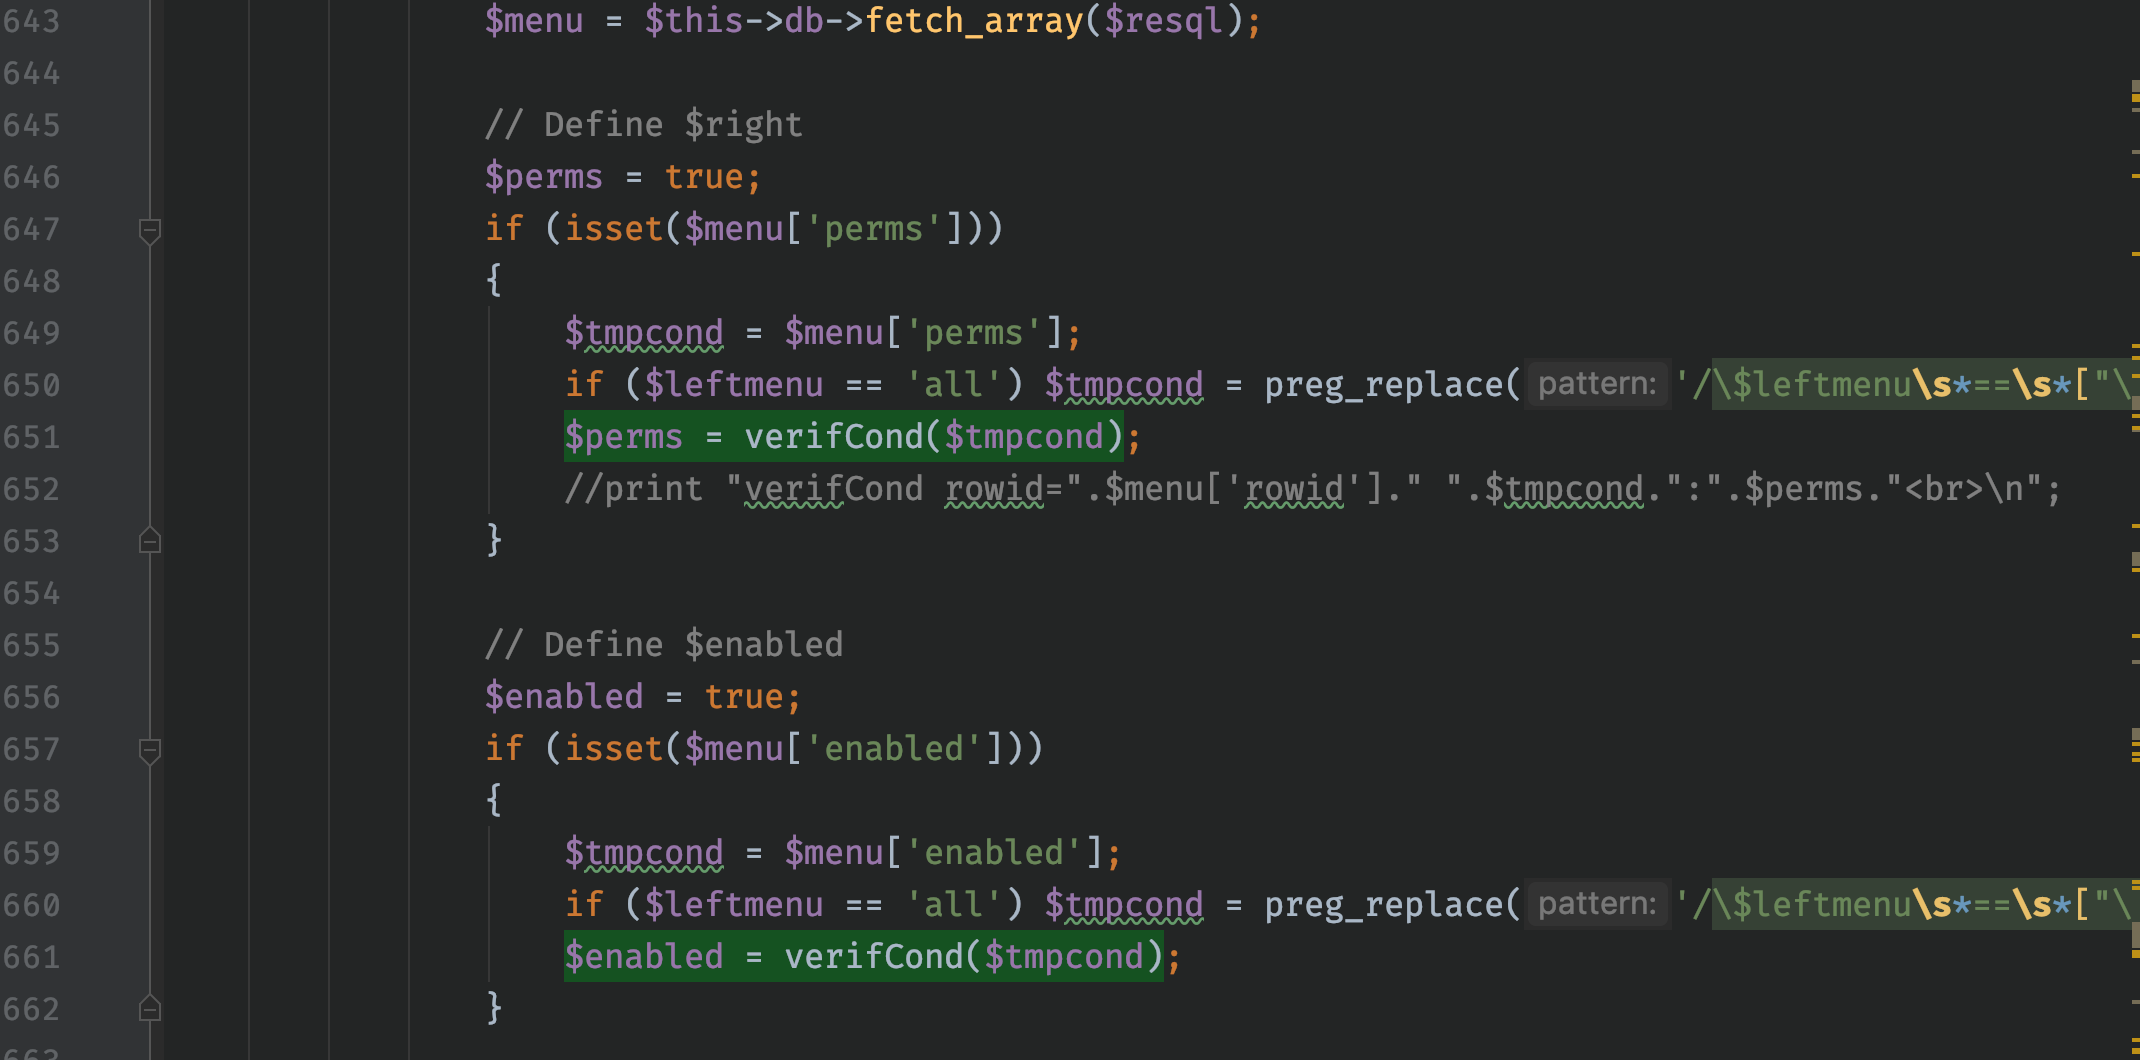 643 $menu = $this->db->fetch_array($resql);
644
645 // Define $right
646 $perms = true;
647 if (isset($menu['perms']))
648 {
649 $tmpcond = $menu['perms'];
650 if ($leftmenu == 'all') $tmpcond = preg_replace( pattern: '/\$leftmenu\s*==\s*["\
651 $perms = verifCond($tmpcond);
652 //print "verifCond rowid=".$menu['rowid']." ".$tmpcond.":".$perms."<br>\n";
653 }
654
655 // Define $enabled
656 $enabled = true;
657 if (isset($menu['enabled']))
658 {
659 $tmpcond = $menu['enabled'];
660 if ($leftmenu == 'all') $tmpcond = preg_replace( pattern: '/\$leftmenu\s*==\s*["\
661 $enabled = verifCond($tmpcond);
662 }
663